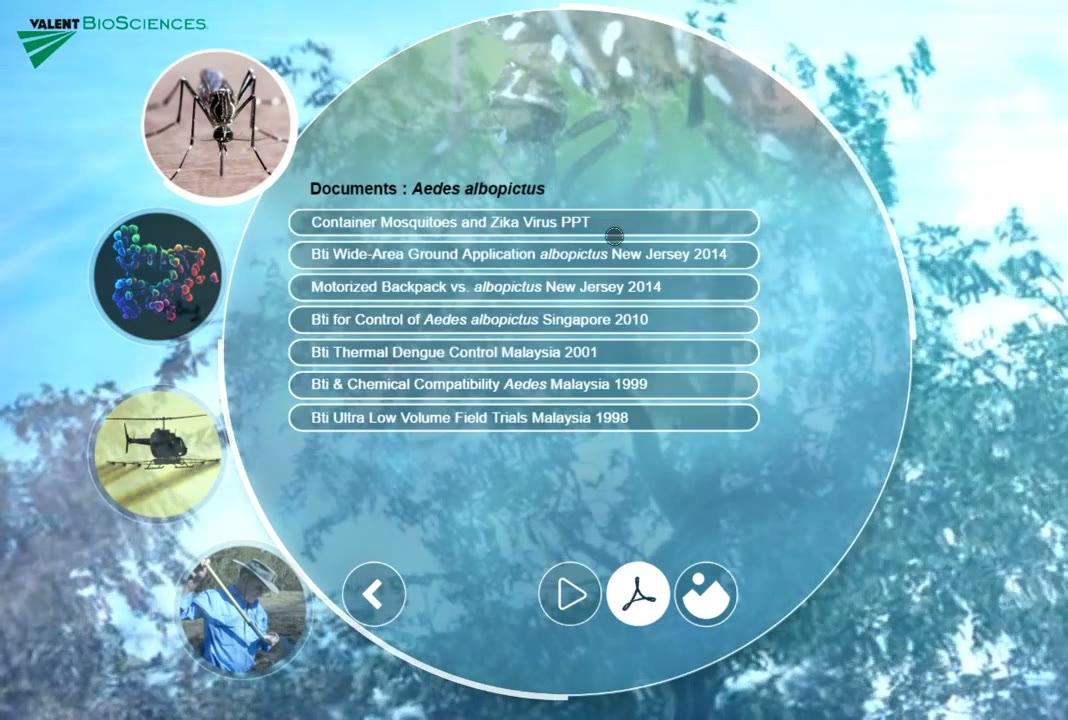 VALENT BIOSCIENCES.
Documents : Aedes albopictus
Container Mosquitoes and Zika Virus PPT
Bti Wide-Area Ground Application albopictus New Jersey 2014
Motorized Backpack vs. albopictus New Jersey 2014
Bti for Control of Aedes albopictus Singapore 2010
Bti Thermal Dengue Control Malaysia 2001
Bti & Chemical Compatibility Aedes Malaysia 1999
Bti Ultra Low Volume Field Trials Malaysia 1998